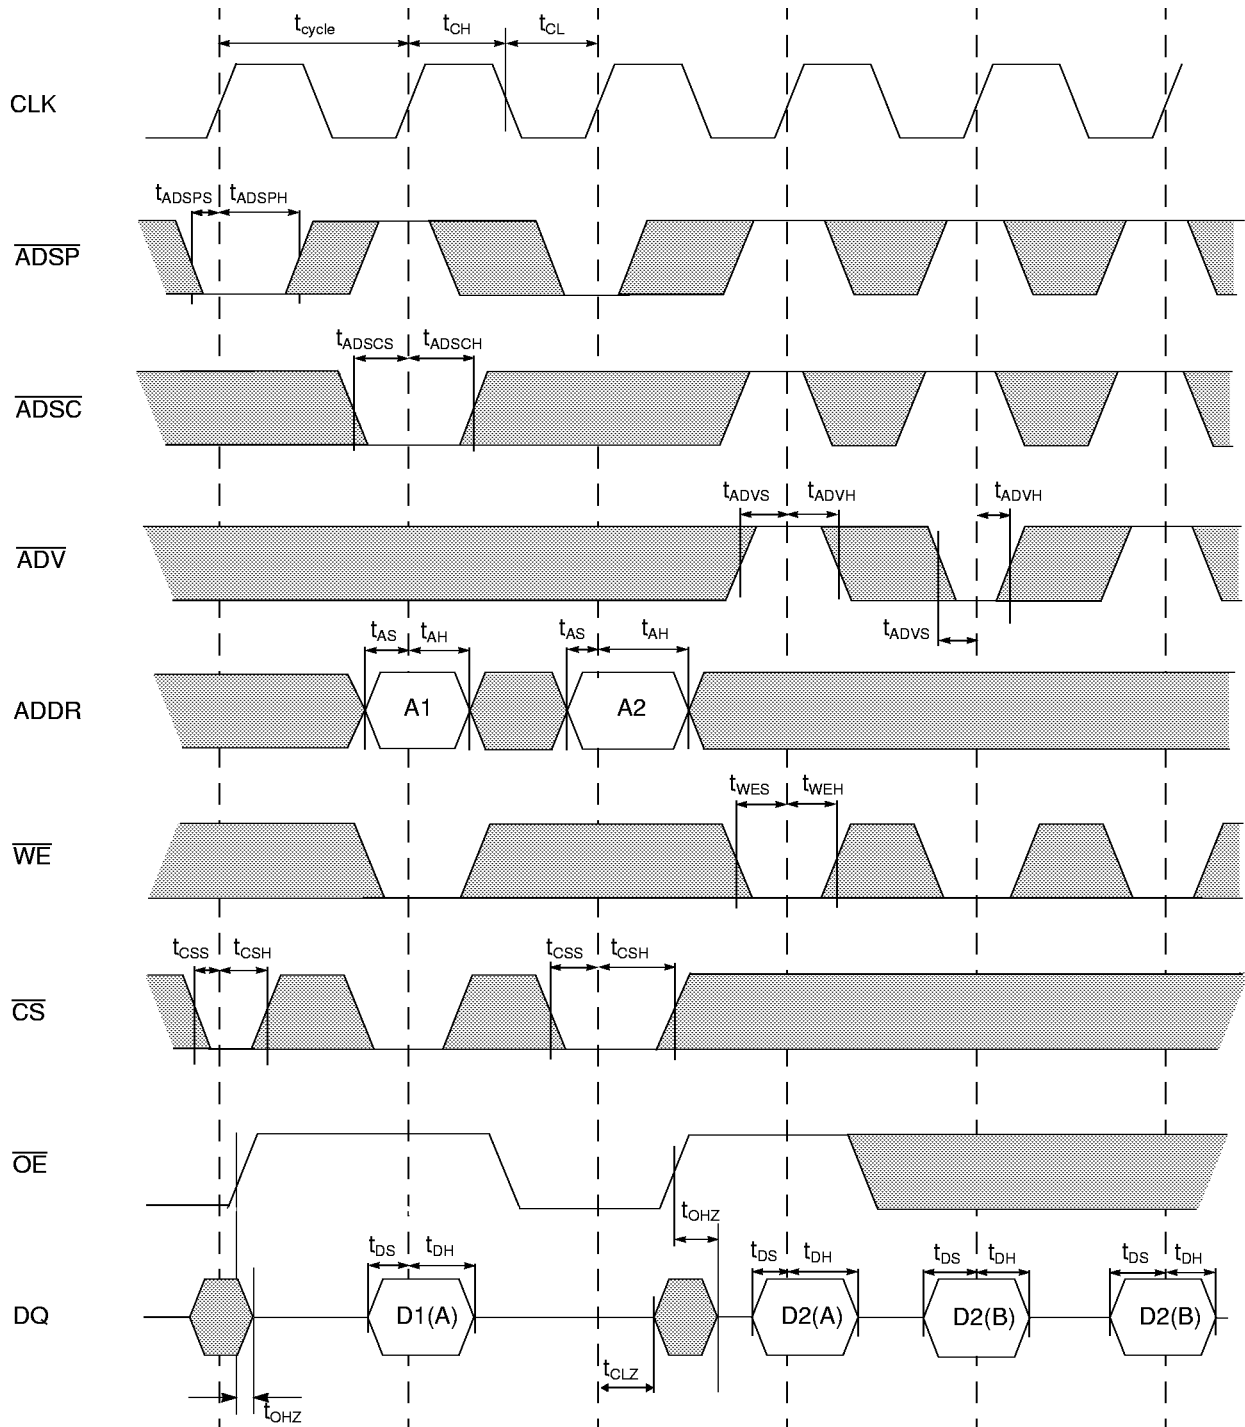 tcycle tCH tCL
CLK
tADSPS tADSPH
ADSP
tADSCS tADSCH
ADSC
tADVS tADVH tADVH
ADV
tADVS
tAS tAH tAS tAH
ADDR A1 A2
tWES tWEH
WE
tCSS tCSH tCSS tCSH
CS
OE
tOHZ
tDS tDH tDS tDH tDS tDH tDS tDH
DQ D1(A) D2(A) D2(B) D2(B)
tCLZ
tOHZ